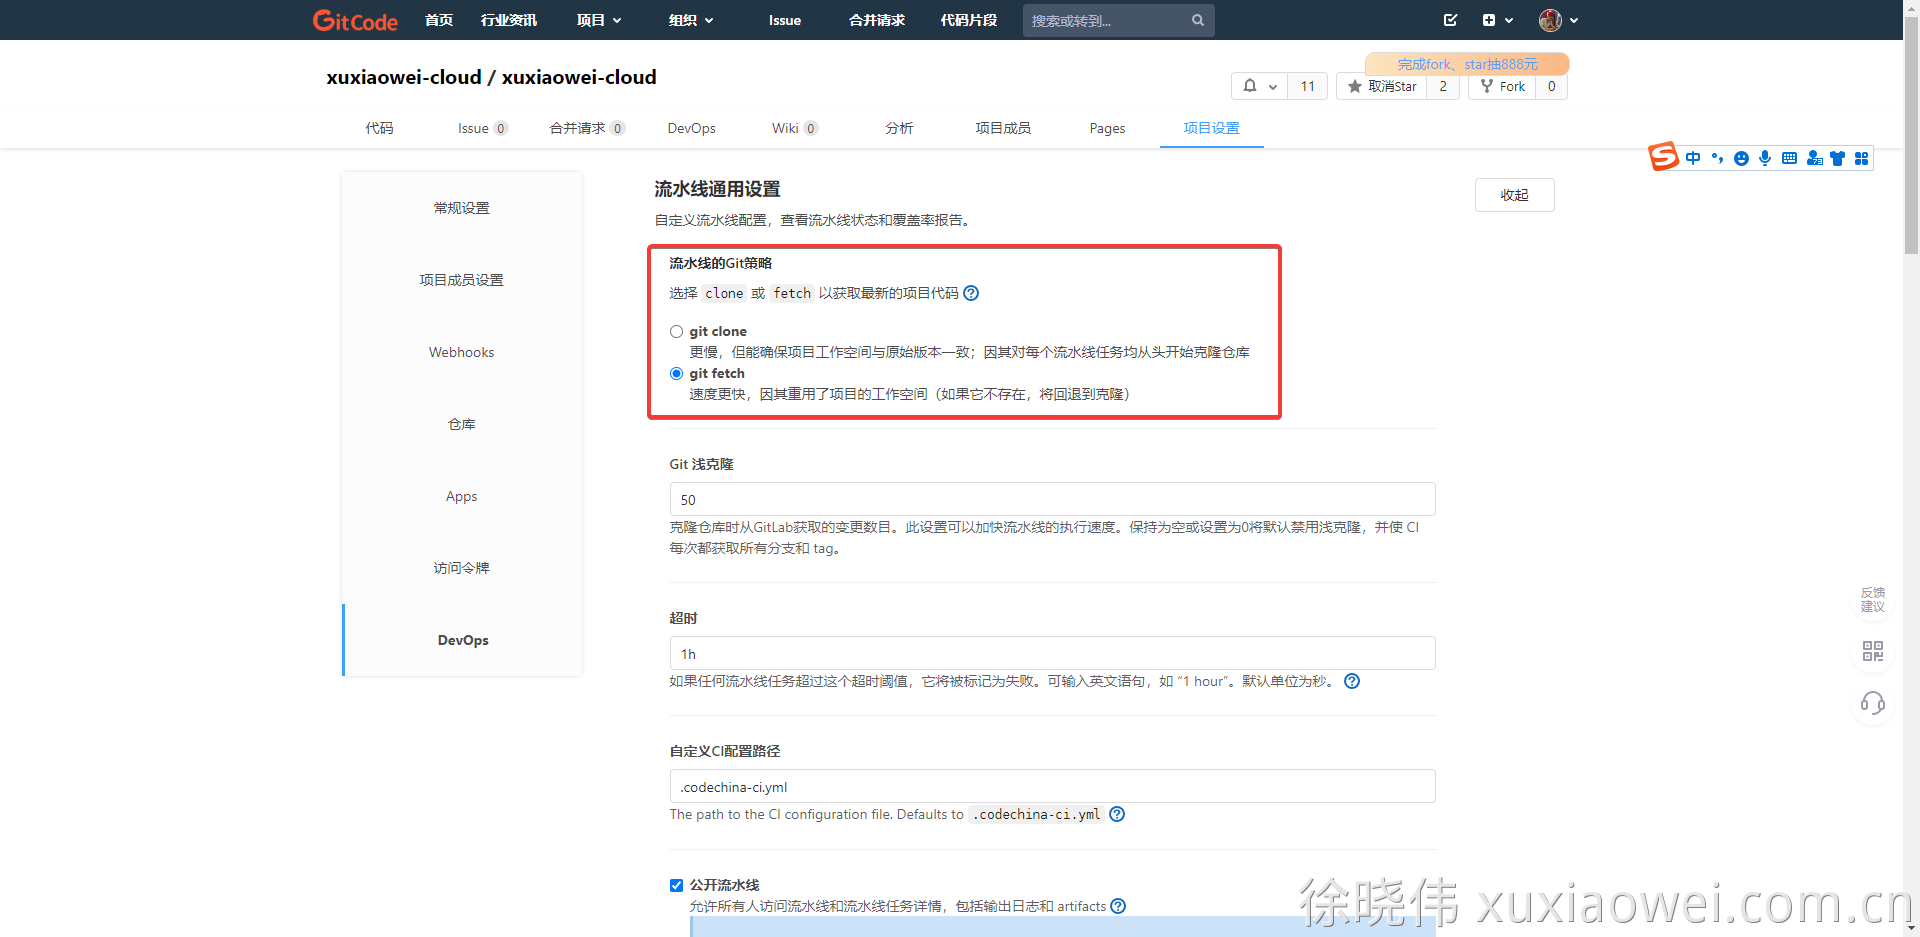 GitCode 首页 行业资讯 项目 组织 Issue 合并请求 代码片段 搜索或转到...
完成fork、star抽888元
xuxiaowei-cloud / xuxiaowei-cloud
11 取消Star 2 Fork 0
代码 Issue 0 合并请求 0 DevOps Wiki 0 分析 项目成员 Pages 项目设置
中
常规设置
项目成员设置
Webhooks
仓库
Apps
访问令牌
DevOps
流水线通用设置
收起
自定义流水线配置，查看流水线状态和覆盖率报告。
流水线的Git策略
选择 clone 或 fetch 以获取最新的项目代码
git clone
更慢，但能确保项目工作空间与原始版本一致；因其对每个流水线任务均从头开始克隆仓库
git fetch
速度更快，因其重用了项目的工作空间（如果它不存在，将回退到克隆）
Git 浅克隆
50
克隆仓库时从GitLab获取的变更数目。此设置可以加快流水线的执行速度。保持为空或设置为0将默认禁用浅克隆，并使 CI
每次都获取所有分支和 tag。
超时
1h
如果任何流水线任务超过这个超时阈值，它将被标记为失败。可输入英文语句，如 “1 hour”。默认单位为秒。
自定义CI配置路径
.codechina-ci.yml
The path to the CI configuration file. Defaults to .codechina-ci.yml
公开流水线
允许所有人访问流水线和流水线任务详情，包括输出日志和 artifacts
反馈
建议
徐晓伟 xuxiaowei.com.cn